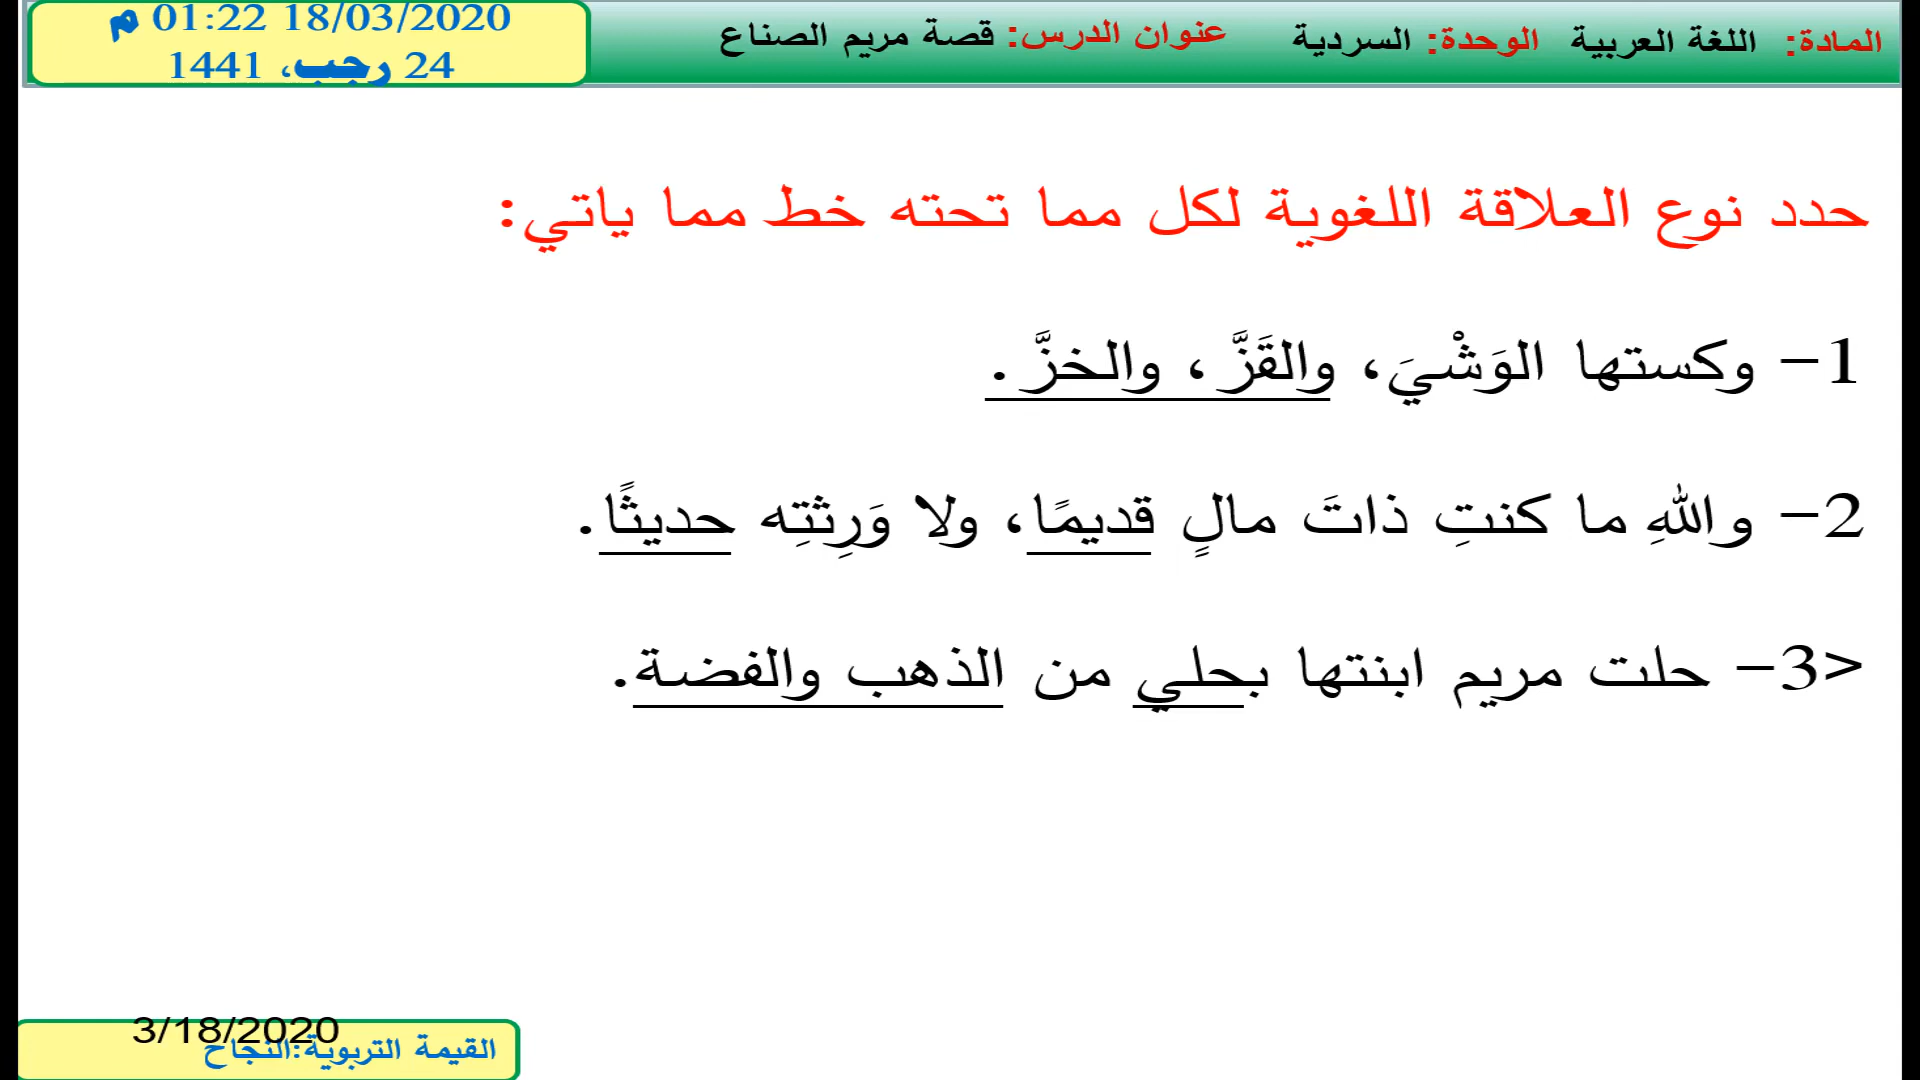 المادة: اللغة العربية الوحدة: السردية عنوان الدرس: قصة مريم الصناع
18/03/2020 01:22 م
24 رجب، 1441
حدد نوع العلاقة اللغوية لكل مما تحته خط مما ياتي:
1- وكستها الوَشْيَ، والقَزَّ، والخزَّ.
2- واللهِ ما كنتِ ذاتَ مالٍ قديمًا، ولا وَرِثتِه حديثًا.
<3- حلت مريم ابنتها بحلي من الذهب والفضة.
3/18/2020
القيمة التربوية:النجاح